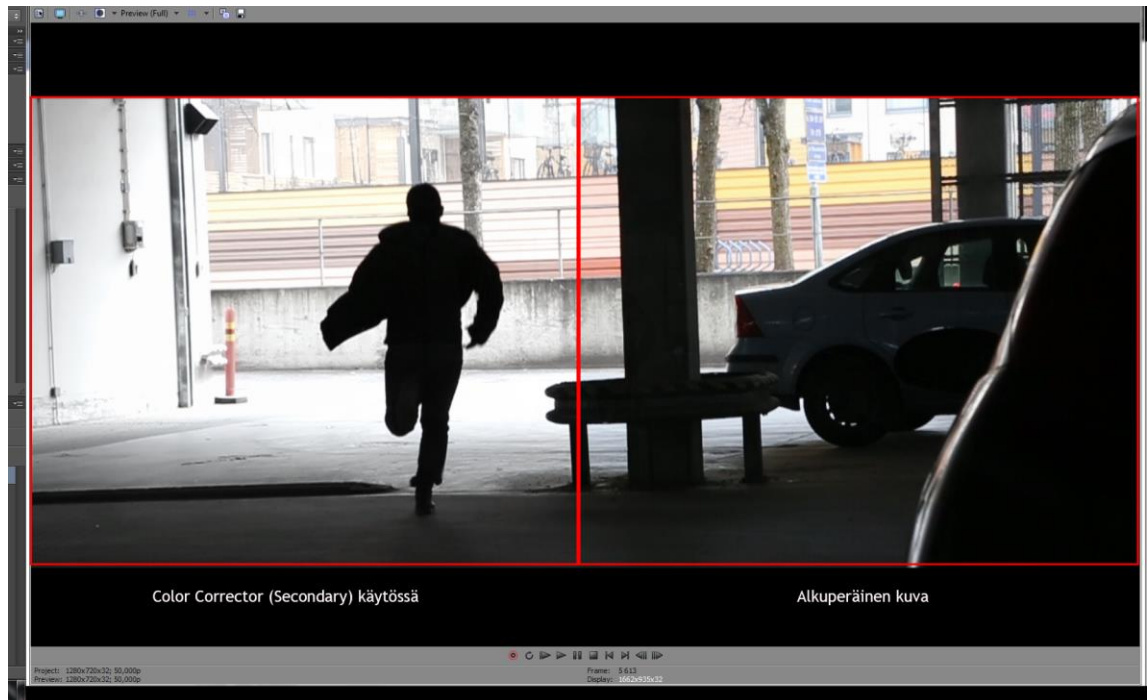 Preview (Full)
Color Corrector (Secondary) käytössä
Alkuperäinen kuva
Project: 1280x720x32; 50,000p
Frame: 5 613
Preview: 1280x720x32; 50,000p
Display: 1662x935x32